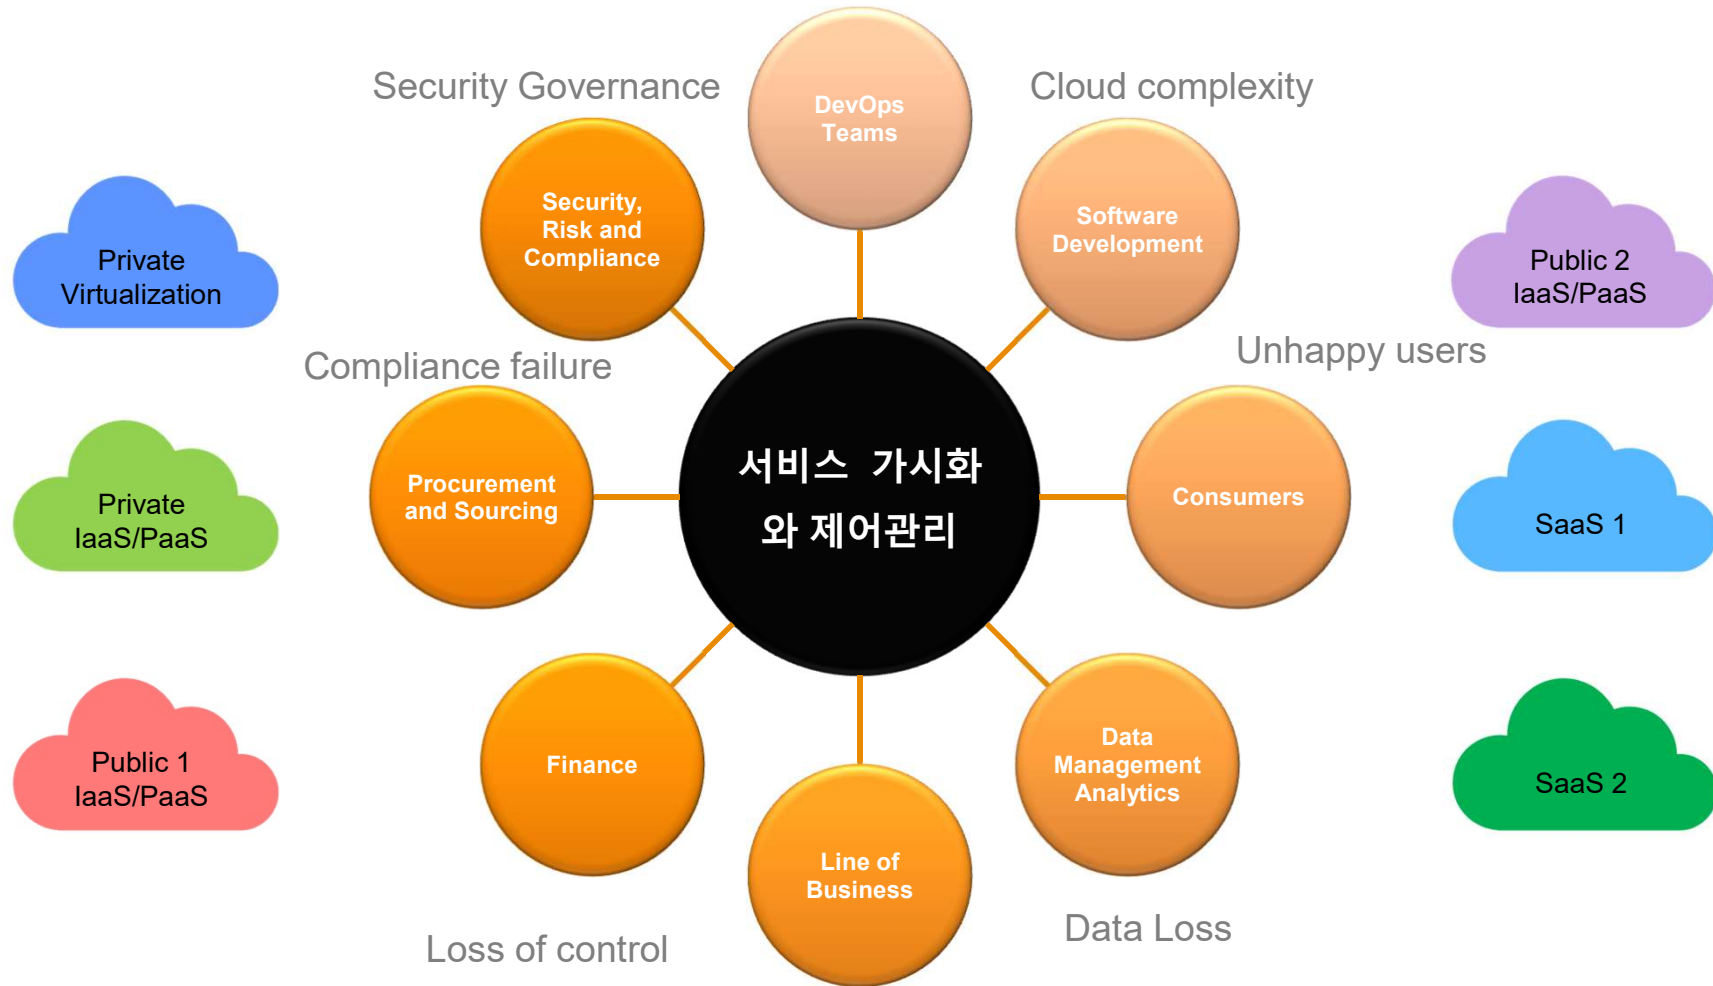 Security Governance
DevOps
Teams
Cloud complexity
Security,
Risk and
Compliance
Software
Development
Private
Virtualization
Public 2
IaaS/PaaS
Compliance failure
Unhappy users
Procurement
and Sourcing
서비스 가시화
와 제어관리
Consumers
Private
IaaS/PaaS
SaaS 1
Public 1
IaaS/PaaS
Finance
Data
Management
Analytics
SaaS 2
Line of
Business
Loss of control
Data Loss